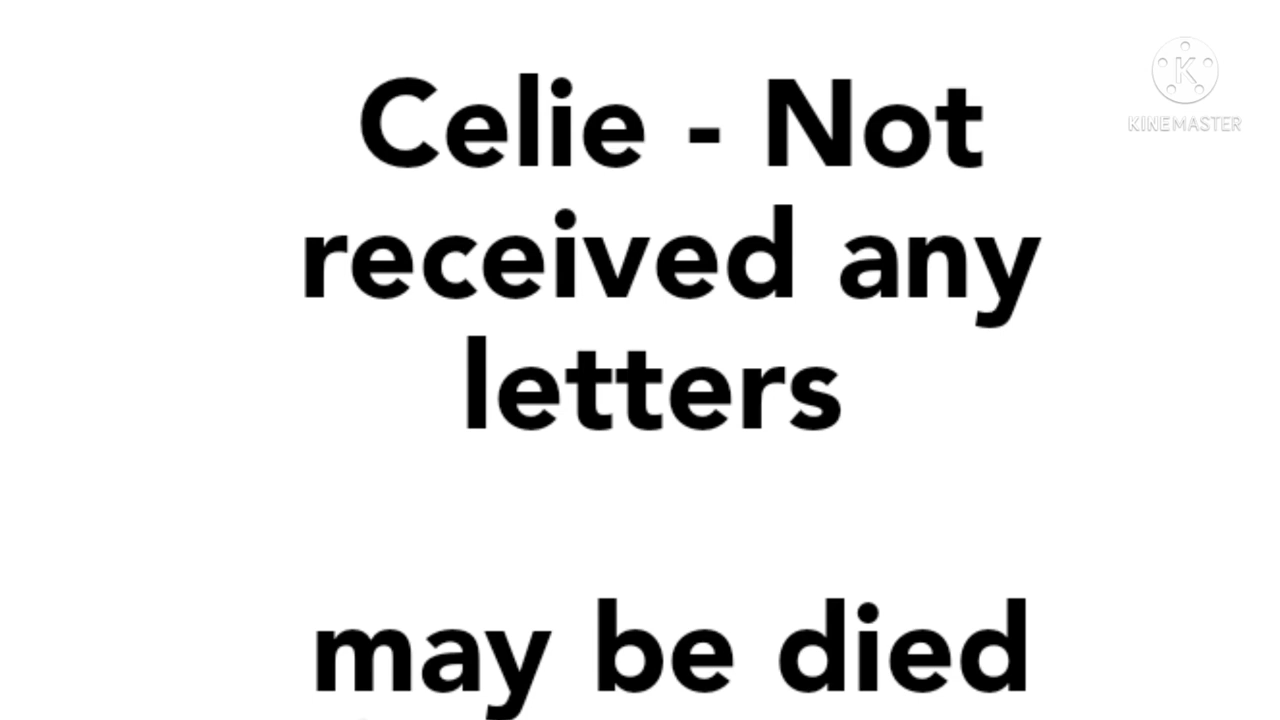 Celie - Not
received any
letters
may be died
K
KINEMASTER